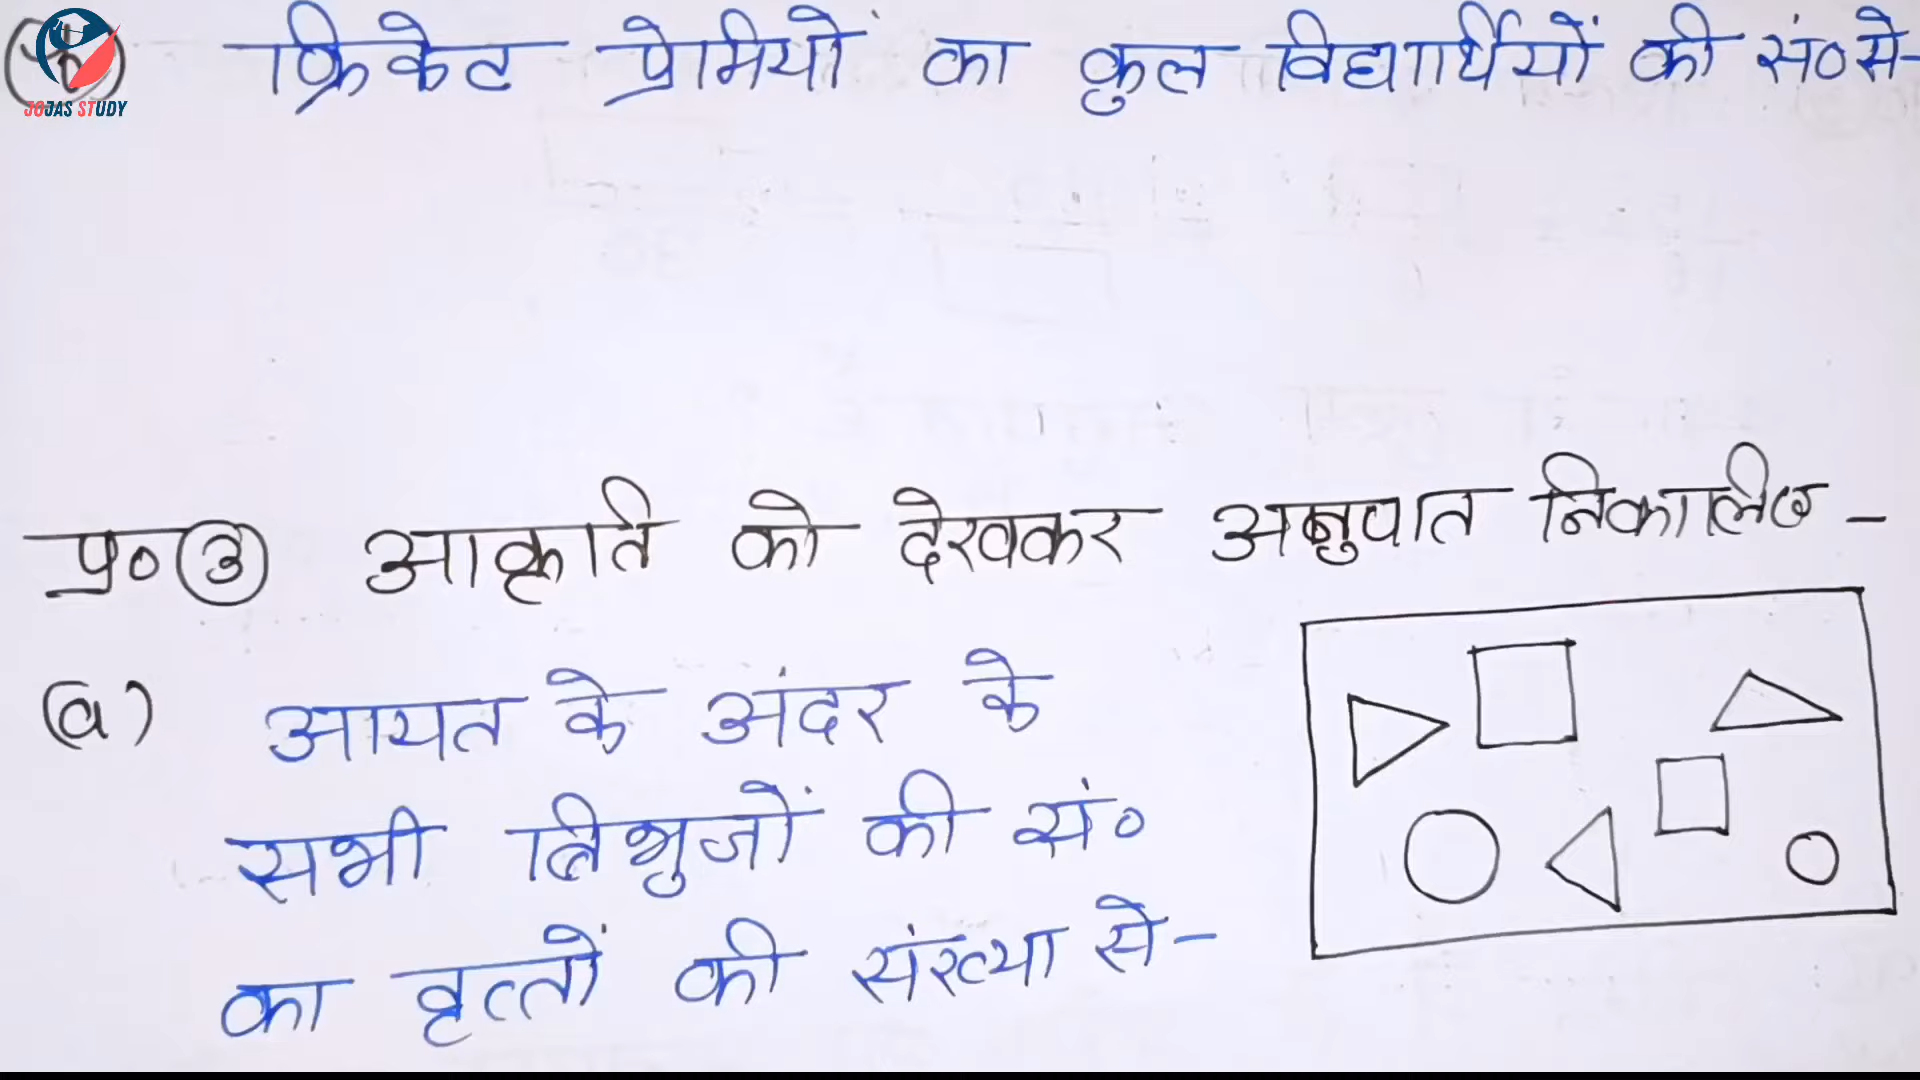 JOJAS STUDY
क्रिकेट प्रेमियों का कुल विद्यार्थियों की सं० से-
प्र० ③ आकृति को देखकर अनुपात निकालिए -
(a) आयत के अंदर के
सभी त्रिभुजों की सं०
का वृत्तों की संख्या से-